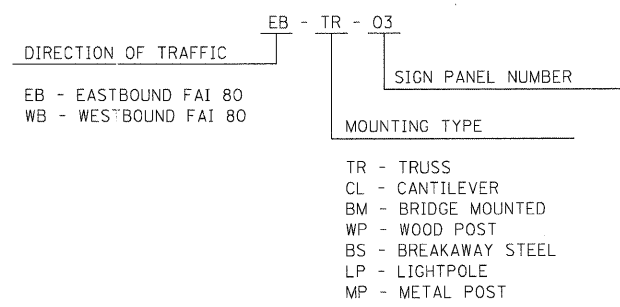 EB - TR - 03
DIRECTION OF TRAFFIC
SIGN PANEL NUMBER
EB - EASTBOUND FAI 80
WB - WESTBOUND FAI 80
MOUNTING TYPE
TR - TRUSS
CL - CANTILEVER
BM - BRIDGE MOUNTED
WP - WOOD POST
BS - BREAKAWAY STEEL
LP - LIGHTPOLE
MP - METAL POST